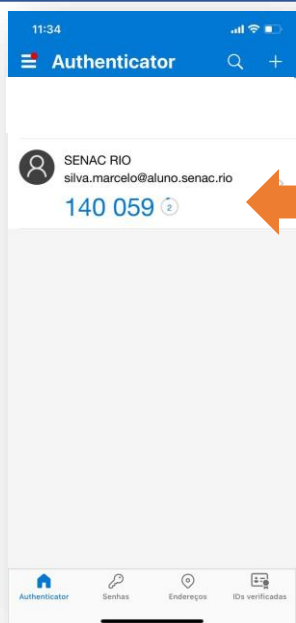 11:34
Authenticator
SENAC RIO
silva.marcelo@aluno.senac.rio
140 059 2
Authenticator Senhas Endereços IDs verificadas